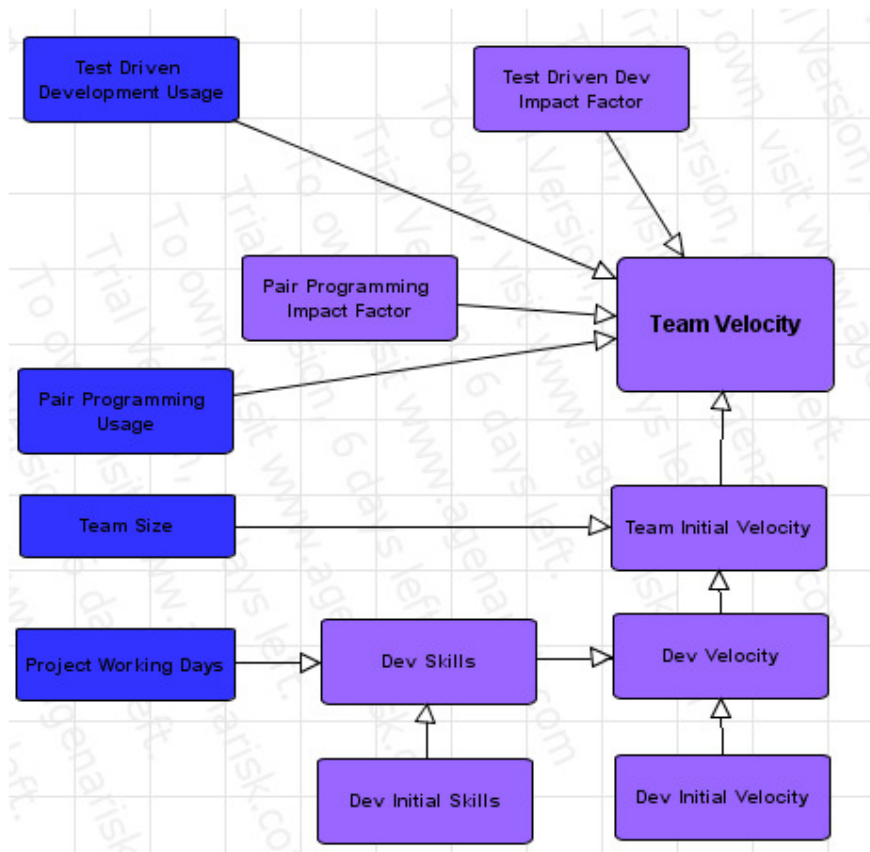 Test Driven
Development Usage
Test Driven Dev
Impact Factor
Pair Programming
Impact Factor
Team Velocity
Pair Programming
Usage
Team Size
Team Initial Velocity
Project Working Days
Dev Skills
Dev Velocity
Dev Initial Skills
Dev Initial Velocity